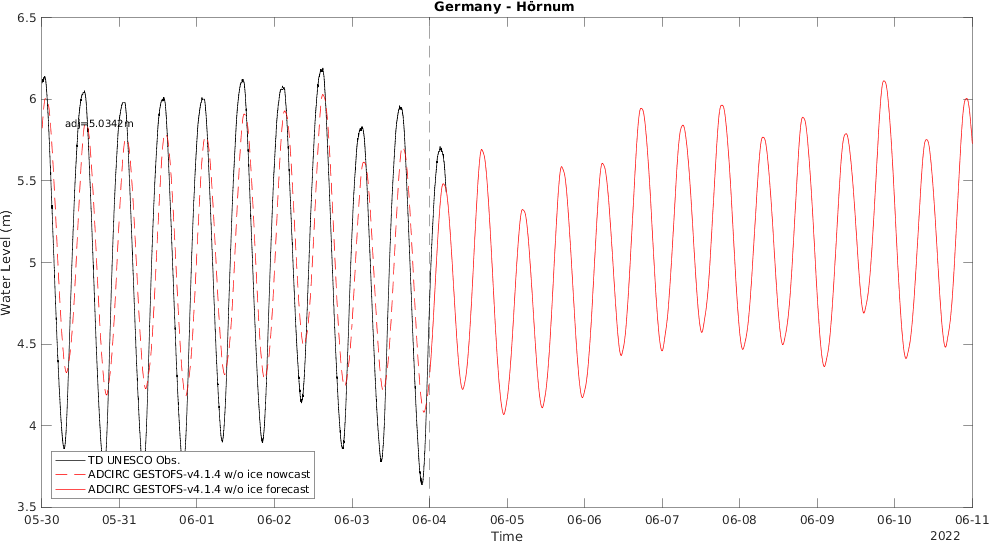 Germany - Hörnum
6.5
6
5.5
5
4.5
4
3.5
Water Level (m)
adj=5.0342m
TD UNESCO Obs.
ADCIRC GESTOFS-v4.1.4 w/o ice nowcast
ADCIRC GESTOFS-v4.1.4 w/o ice forecast
05-30 05-31 06-01 06-02 06-03 06-04 06-05 06-06 06-07 06-08 06-09 06-10 06-11
Time
2022